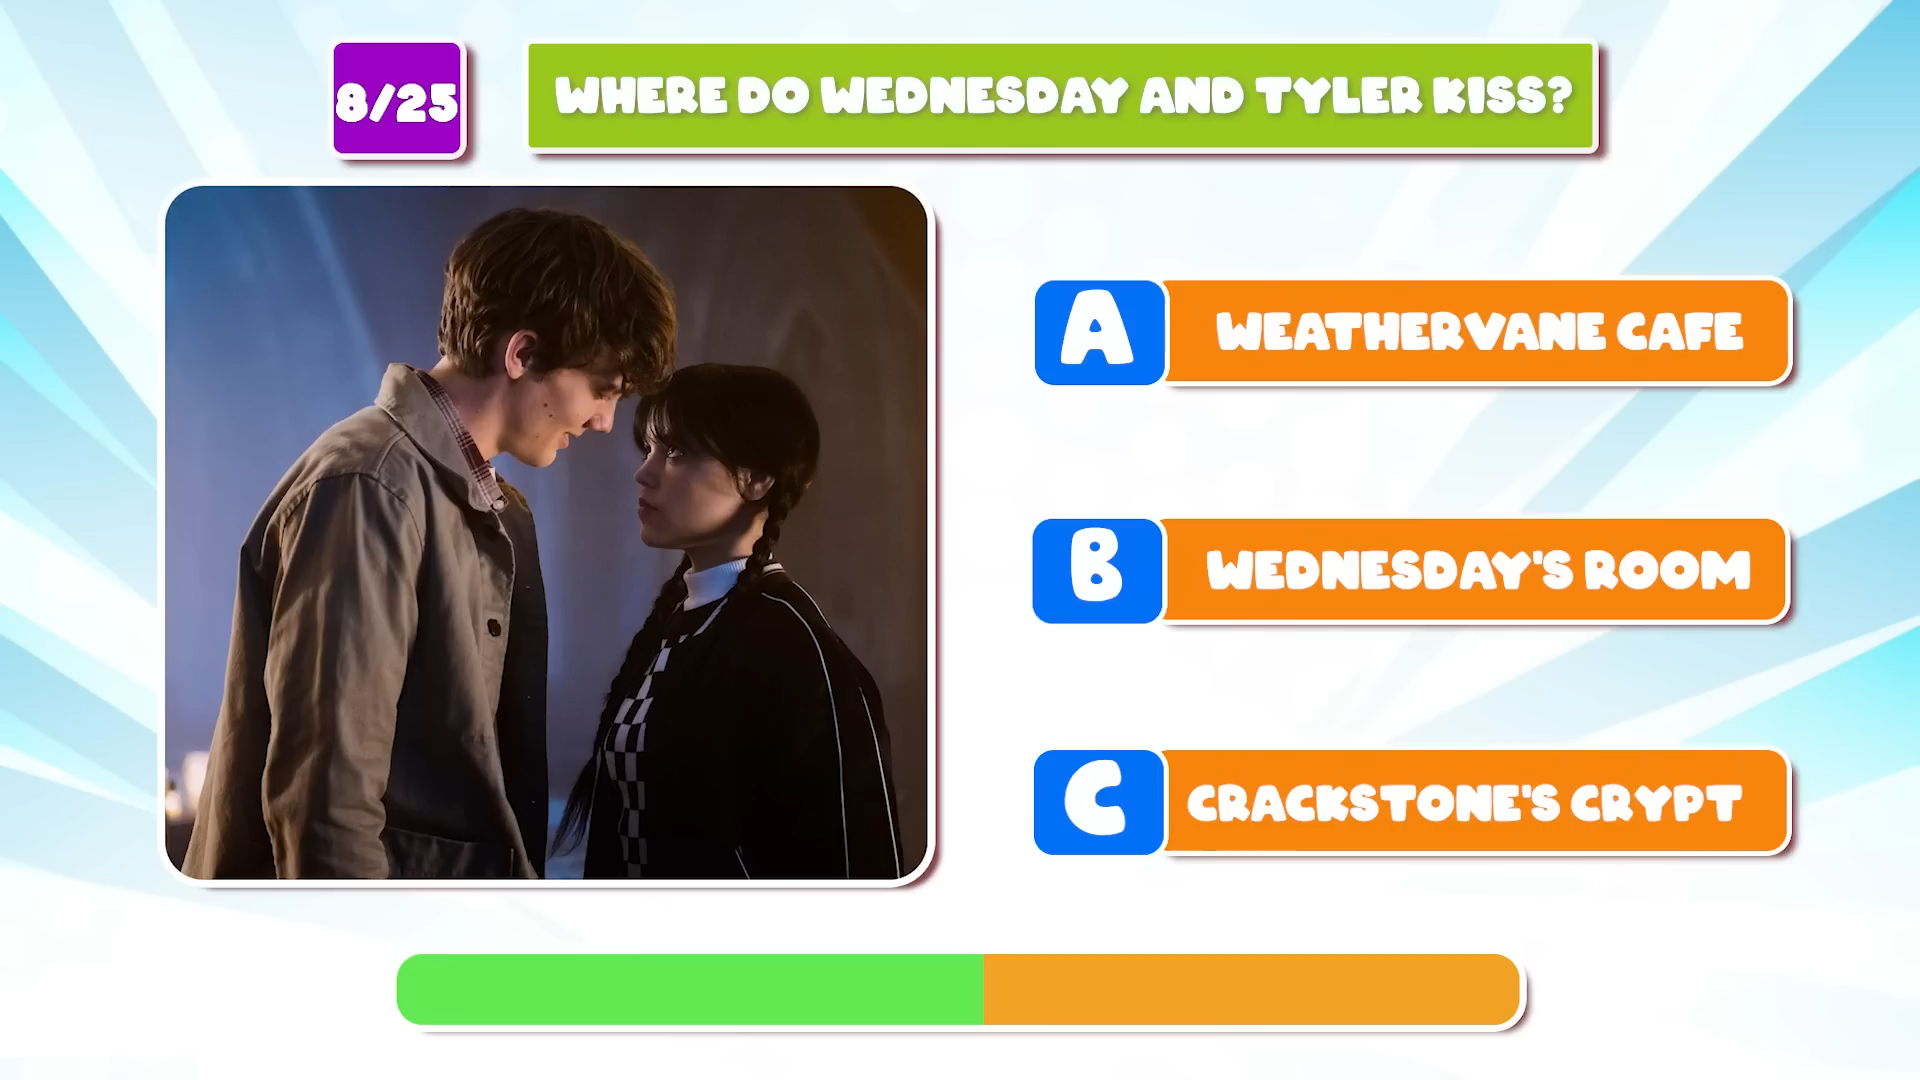 8/25
WHERE DO WEDNESDAY AND TYLER KISS?
A
WEATHERVANE CAFE
B
WEDNESDAY'S ROOM
C
CRACKSTONE'S CRYPT